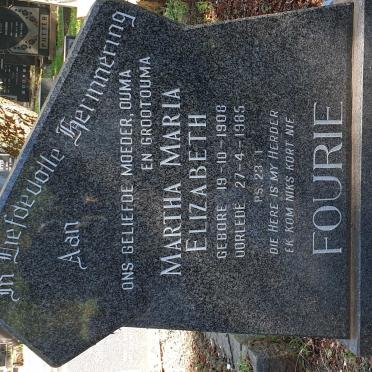 In Liefdevolle Herinnering
Aan
ONS GELIEFDE MOEDER, OUMA
EN GROOTOUMA
MARTHA MARIA
ELIZABETH
GEBORE 19-10-1908
OORLEDE 27-4-1985
PS. 23:1
DIE HERE IS MY HERDER
EK KOM NIKS KORT NIE
FOURIE